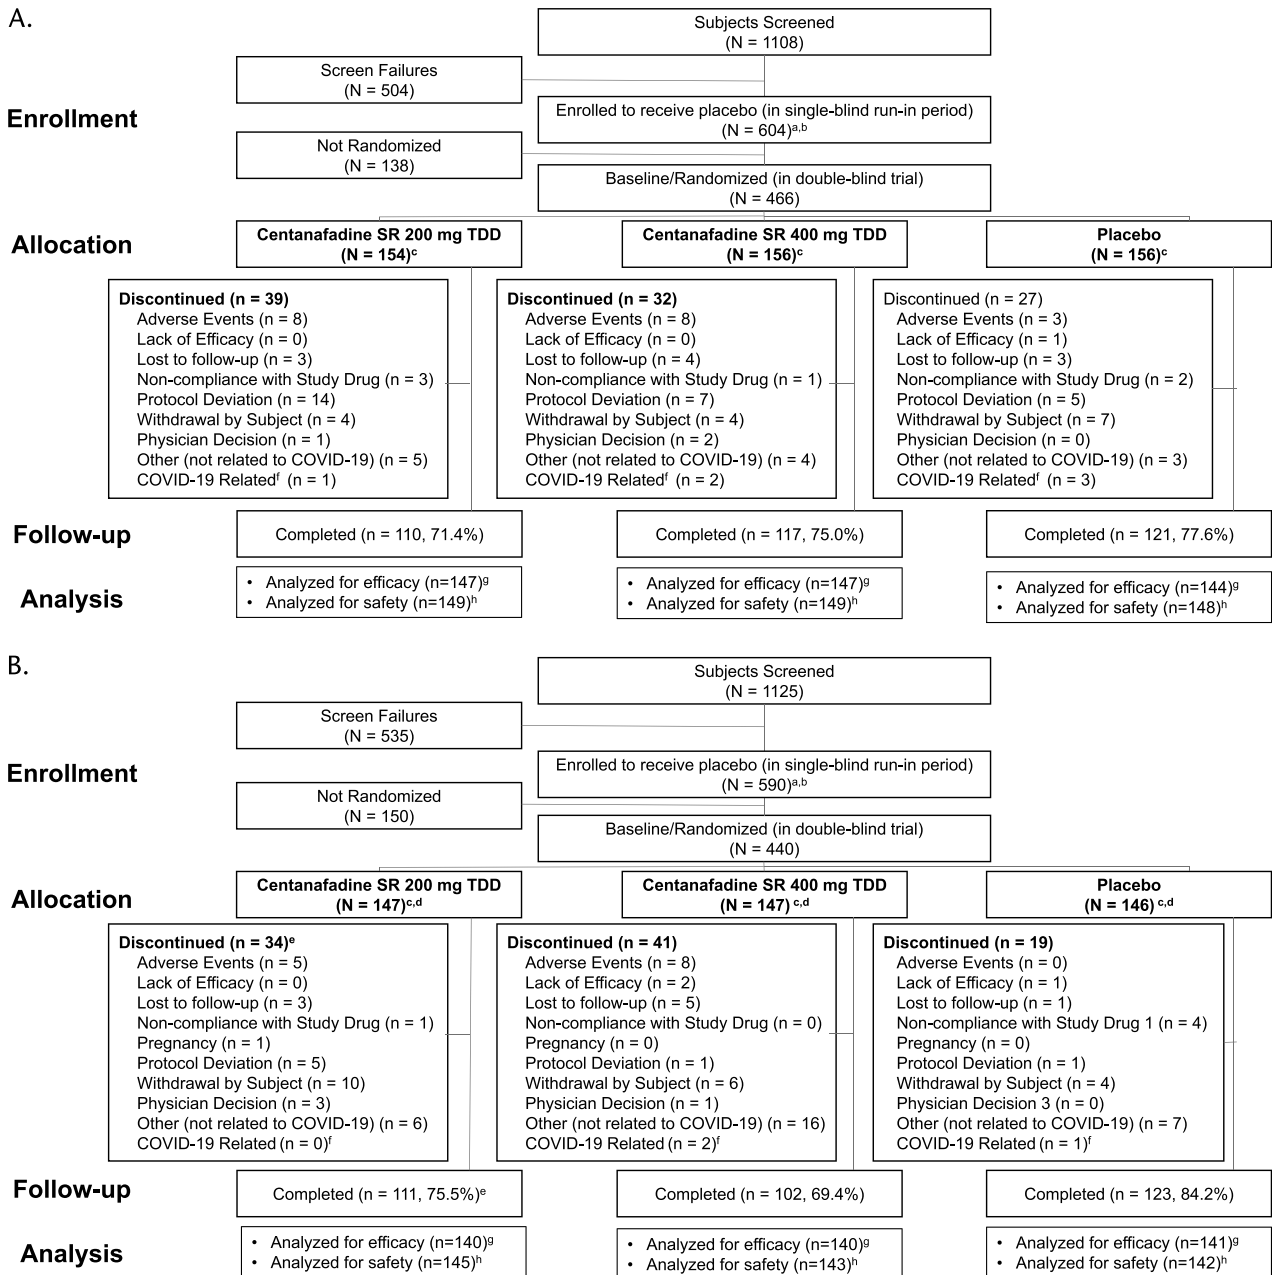 A.
Subjects Screened
(N = 1108)
Screen Failures
(N = 504)
Enrollment
Enrolled to receive placebo (in single-blind run-in period)
(N = 604)a,b
Not Randomized
(N = 138)
Baseline/Randomized (in double-blind trial)
(N = 466)
Allocation
Centanafadine SR 200 mg TDD
(N = 154)c
Centanafadine SR 400 mg TDD
(N = 156)c
Placebo
(N = 156)c
Discontinued (n = 39)
Adverse Events (n = 8)
Lack of Efficacy (n = 0)
Lost to follow-up (n = 3)
Non-compliance with Study Drug (n = 3)
Protocol Deviation (n = 14)
Withdrawal by Subject (n = 4)
Physician Decision (n = 1)
Other (not related to COVID-19) (n = 5)
COVID-19 Relatedf (n = 1)
Discontinued (n = 32)
Adverse Events (n = 8)
Lack of Efficacy (n = 0)
Lost to follow-up (n = 4)
Non-compliance with Study Drug (n = 1)
Protocol Deviation (n = 7)
Withdrawal by Subject (n = 4)
Physician Decision (n = 2)
Other (not related to COVID-19) (n = 4)
COVID-19 Relatedf (n = 2)
Discontinued (n = 27)
Adverse Events (n = 3)
Lack of Efficacy (n = 1)
Lost to follow-up (n = 3)
Non-compliance with Study Drug (n = 2)
Protocol Deviation (n = 5)
Withdrawal by Subject (n = 7)
Physician Decision (n = 0)
Other (not related to COVID-19) (n = 3)
COVID-19 Relatedf (n = 3)
Follow-up
Completed (n = 110, 71.4%)
Completed (n = 117, 75.0%)
Completed (n = 121, 77.6%)
Analysis
• Analyzed for efficacy (n=147)g
• Analyzed for safety (n=149)h
• Analyzed for efficacy (n=147)g
• Analyzed for safety (n=149)h
• Analyzed for efficacy (n=144)g
• Analyzed for safety (n=148)h
B.
Subjects Screened
(N = 1125)
Screen Failures
(N = 535)
Enrollment
Enrolled to receive placebo (in single-blind run-in period)
(N = 590)a,b
Not Randomized
(N = 150)
Baseline/Randomized (in double-blind trial)
(N = 440)
Allocation
Centanafadine SR 200 mg TDD
(N = 147)c,d
Centanafadine SR 400 mg TDD
(N = 147)c,d
Placebo
(N = 146)c,d
Discontinued (n = 34)e
Adverse Events (n = 5)
Lack of Efficacy (n = 0)
Lost to follow-up (n = 3)
Non-compliance with Study Drug (n = 1)
Pregnancy (n = 1)
Protocol Deviation (n = 5)
Withdrawal by Subject (n = 10)
Physician Decision (n = 3)
Other (not related to COVID-19) (n = 6)
COVID-19 Related (n = 0)f
Discontinued (n = 41)
Adverse Events (n = 8)
Lack of Efficacy (n = 2)
Lost to follow-up (n = 5)
Non-compliance with Study Drug (n = 0)
Pregnancy (n = 0)
Protocol Deviation (n = 1)
Withdrawal by Subject (n = 6)
Physician Decision (n = 1)
Other (not related to COVID-19) (n = 16)
COVID-19 Related (n = 2)f
Discontinued (n = 19)
Adverse Events (n = 0)
Lack of Efficacy (n = 1)
Lost to follow-up (n = 1)
Non-compliance with Study Drug 1 (n = 4)
Pregnancy (n = 0)
Protocol Deviation (n = 1)
Withdrawal by Subject (n = 4)
Physician Decision 3 (n = 0)
Other (not related to COVID-19) (n = 7)
COVID-19 Related (n = 1)f
Follow-up
Completed (n = 111, 75.5%)e
Completed (n = 102, 69.4%)
Completed (n = 123, 84.2%)
Analysis
• Analyzed for efficacy (n=140)g
• Analyzed for safety (n=145)h
• Analyzed for efficacy (n=140)g
• Analyzed for safety (n=143)h
• Analyzed for efficacy (n=141)g
• Analyzed for safety (n=142)h